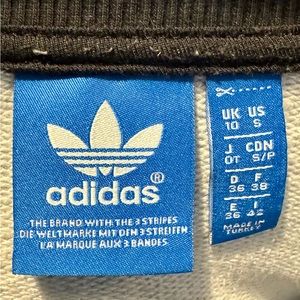 adidas®
THE BRAND WITH THE 3 STRIPES
DIE WELTMARKE MIT DEN 3 STREIFEN
LA MARQUE AUX 3 BANDES
UK US
10 S
J CDN
OT S/P
D F
36 38
E I
36 42
MADE IN
TURKEY